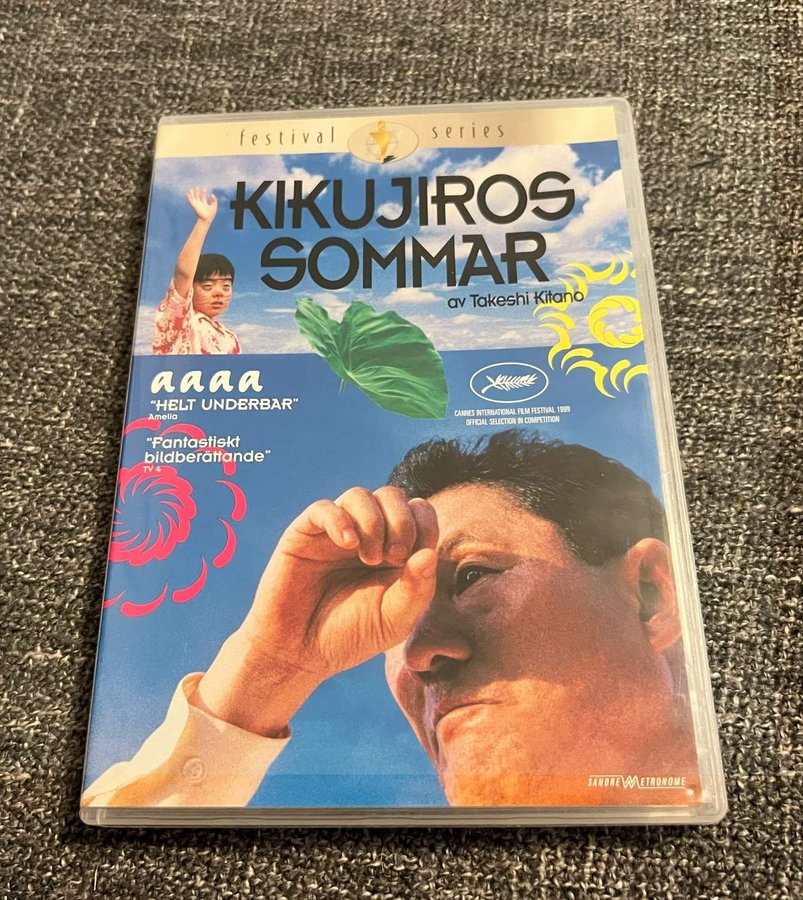 festival series
KIKUJIROS
SOMMAR
av Takeshi Kitano
aaaa
"HELT UNDERBAR"
Amelia
"Fantastiskt
bildberättande"
TV 4
CANNES INTERNATIONAL FILM FESTIVAL 1999
OFFICIAL SELECTION IN COMPETITION
SANDREW METRONOME